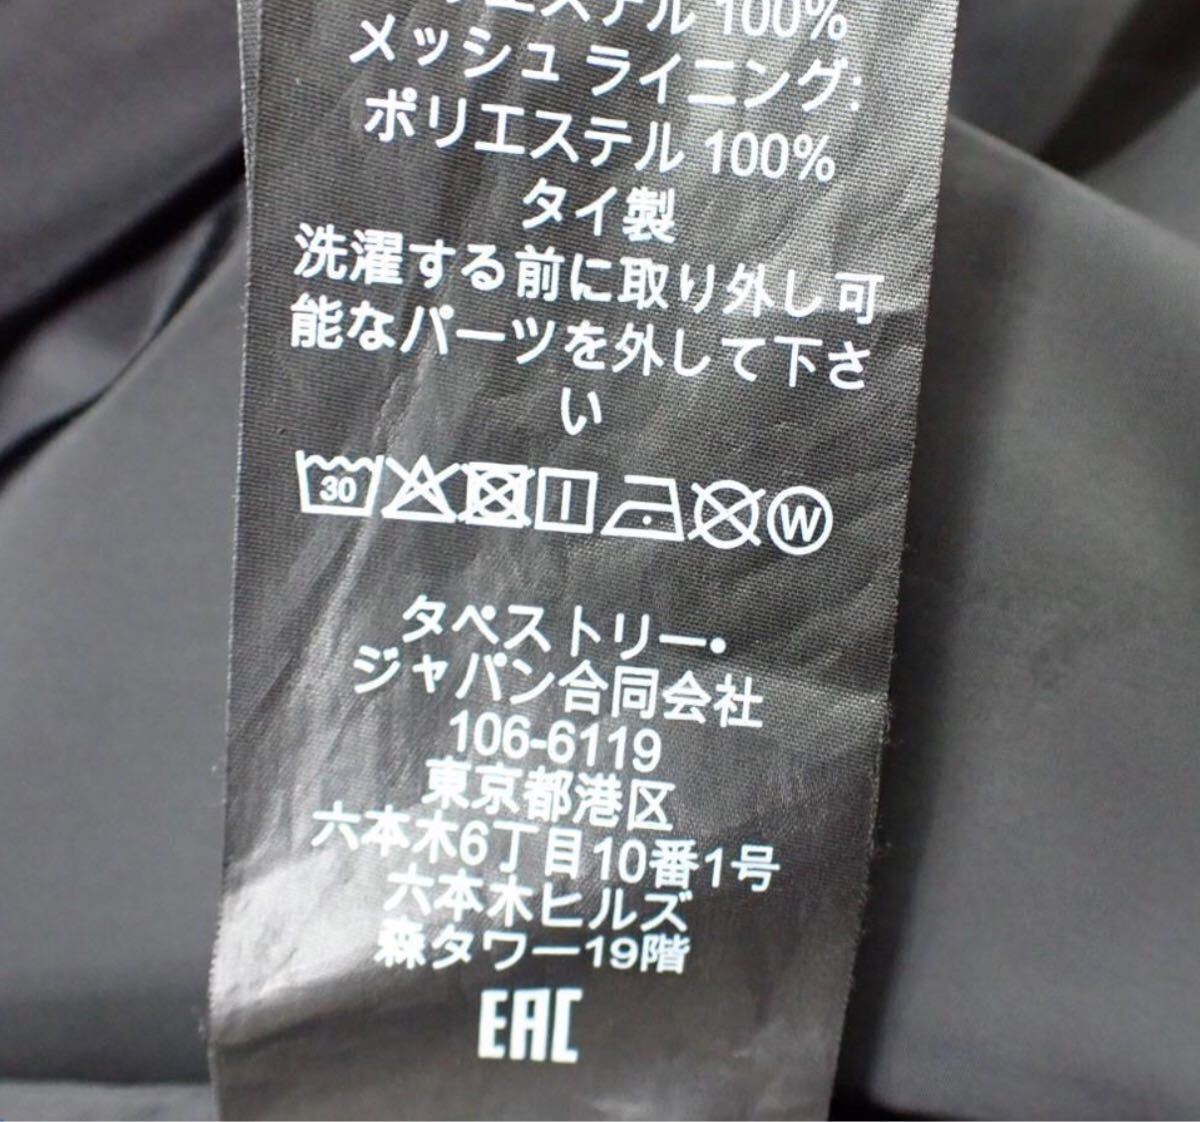 リエステル 100%
メッシュ ライニング:
ポリエステル 100%
タイ製
洗濯する前に取り外し可
能なパーツを外して下さ
い
30 W
タペストリー・
ジャパン合同会社
106-6119
東京都港区
六本木6丁目10番1号
六本木ヒルズ
森タワー19階
EAC